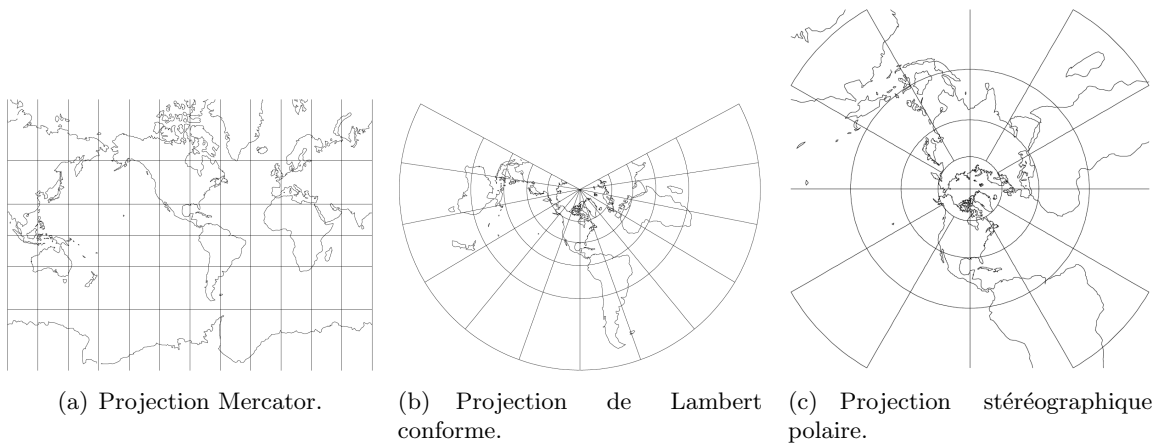 (a) Projection Mercator.
(b) Projection de Lambert
conforme.
(c) Projection stéréographique
polaire.